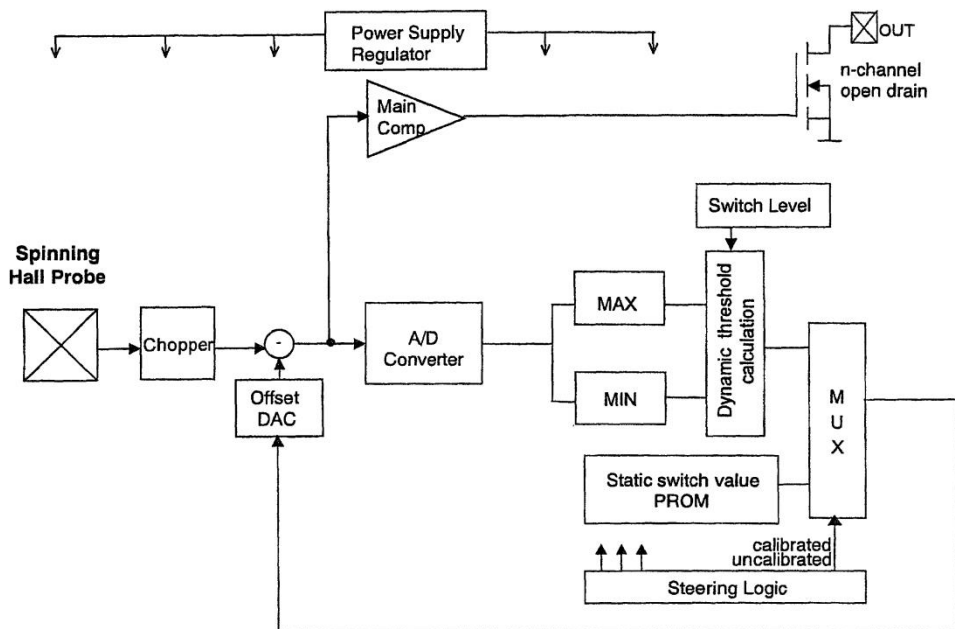 Power Supply
Regulator
OUT
n-channel
open drain
Main
Comp
Switch Level
Spinning
Hall Probe
Chopper
-
A/D
Converter
MAX
MIN
Dynamic threshold
calculation
Offset
DAC
M
U
X
Static switch value
PROM
calibrated
uncalibrated
Steering Logic